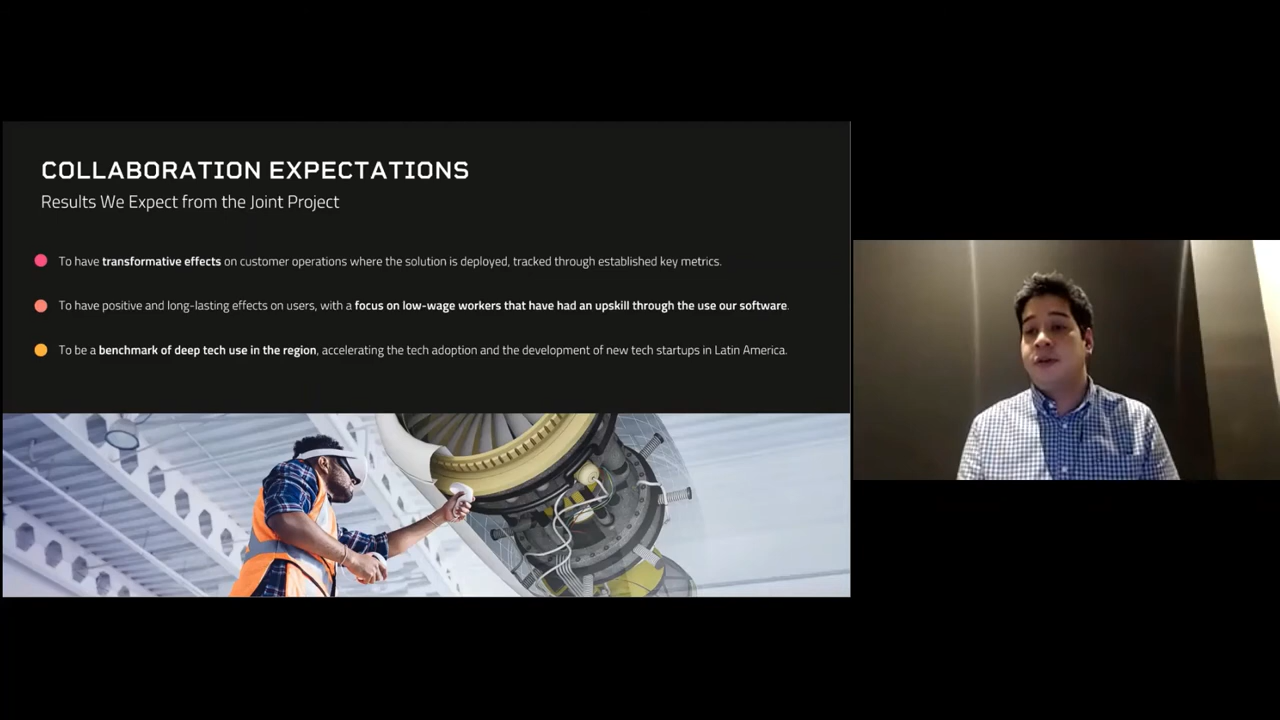 COLLABORATION EXPECTATIONS
Results We Expect from the Joint Project
To have transformative effects on customer operations where the solution is deployed, tracked through established key metrics.
To have positive and long-lasting effects on users, with a focus on low-wage workers that have had an upskill through the use our software.
To be a benchmark of deep tech use in the region, accelerating the tech adoption and the development of new tech startups in Latin America.